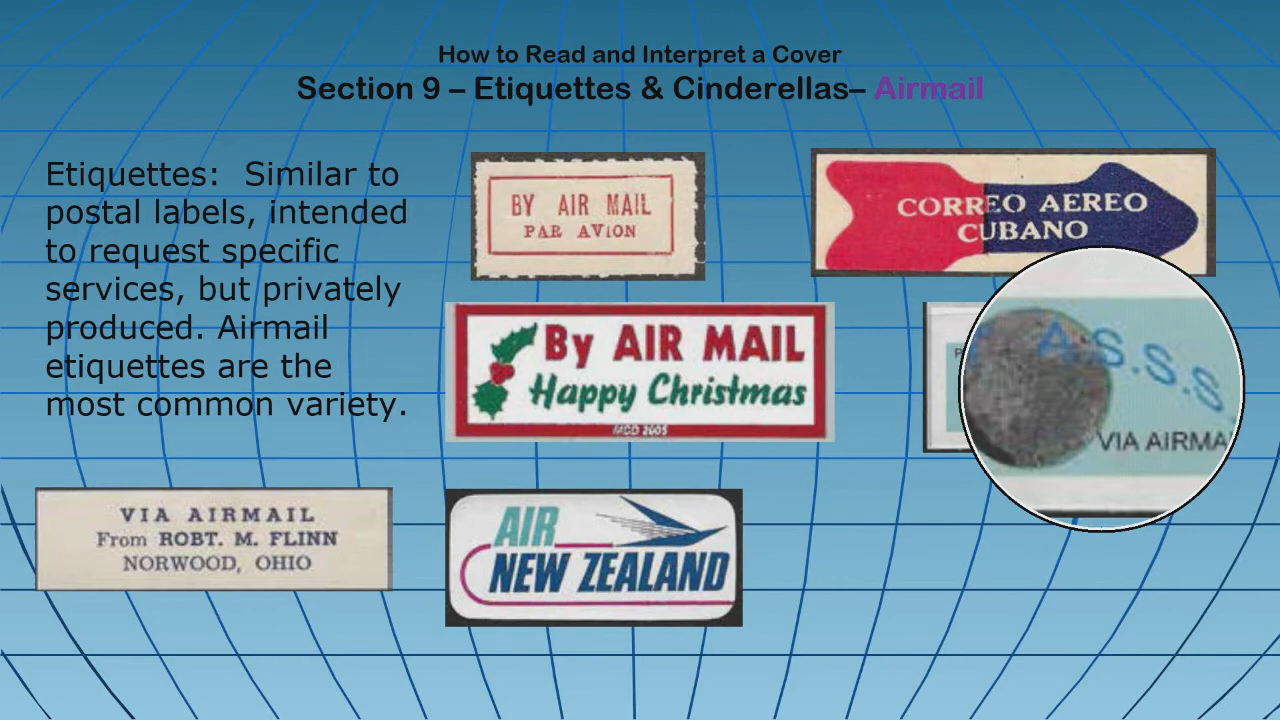 How to Read and Interpret a Cover
Section 9 – Etiquettes & Cinderellas– Airmail
Etiquettes: Similar to
postal labels, intended
to request specific
services, but privately
produced. Airmail
etiquettes are the
most common variety.
BY AIR MAIL
PAR AVION
CORREO AEREO
CUBANO
By AIR MAIL
Happy Christmas
MCD 2005
A.S.S.S
VIA AIRMA
VIA AIRMAIL
From ROBT. M. FLINN
NORWOOD, OHIO
AIR
NEW ZEALAND